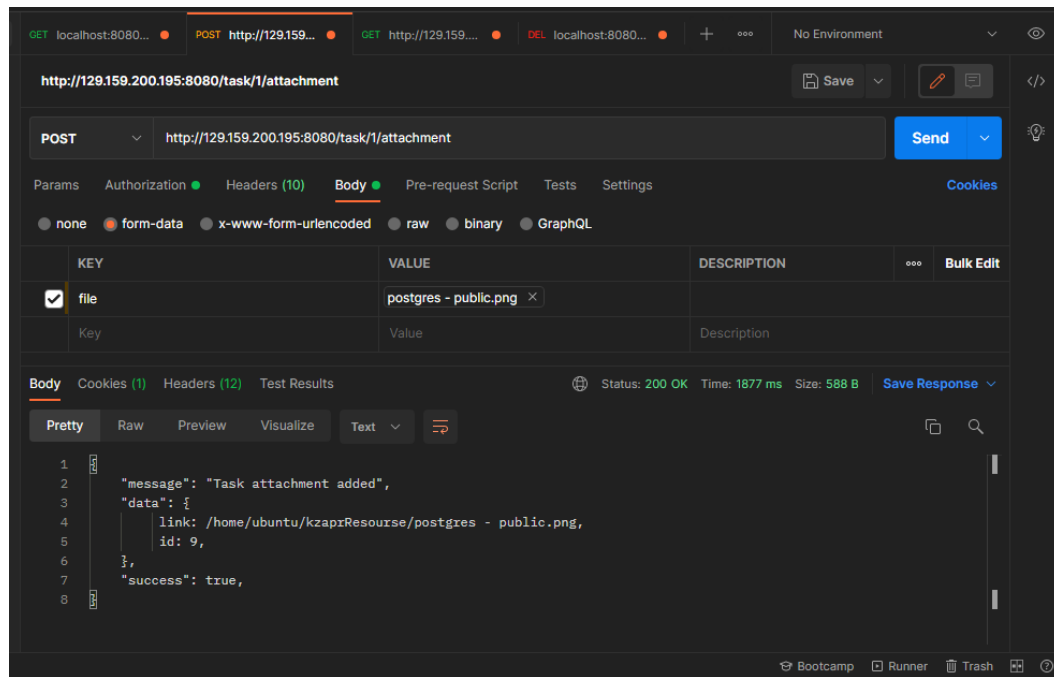 GET localhost:8080... POST http://129.159... GET http://129.159.... DEL localhost:8080... + ooo No Environment
http://129.159.200.195:8080/task/1/attachment Save </>
POST http://129.159.200.195:8080/task/1/attachment Send
Params Authorization Headers (10) Body Pre-request Script Tests Settings Cookies
none form-data x-www-form-urlencoded raw binary GraphQL
KEY VALUE DESCRIPTION ooo Bulk Edit
file postgres - public.png ×
Key Value Description
Body Cookies (1) Headers (12) Test Results Status: 200 OK Time: 1877 ms Size: 588 B Save Response
Pretty Raw Preview Visualize Text
1 {
2 "message": "Task attachment added",
3 "data": {
4 link: /home/ubuntu/kzaprResourse/postgres - public.png,
5 id: 9,
6 },
7 "success": true,
8 }
Bootcamp Runner Trash ?